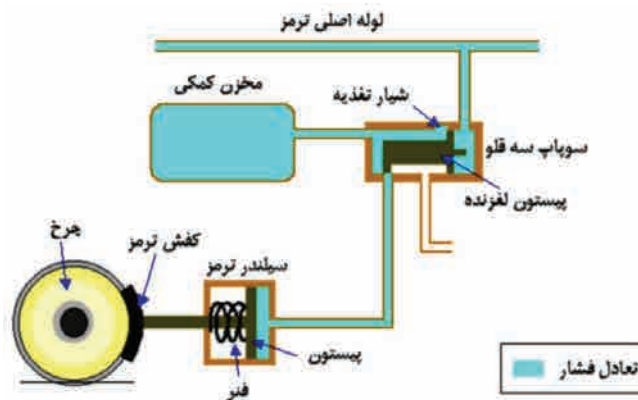 لوله اصلی ترمز
مخزن کمکی
شیار تغذیه
سوپاپ سه قلو
پیستون لغزنده
چرخ
کفش ترمز
سیلندر ترمز
پیستون
فنر
تعادل فشار